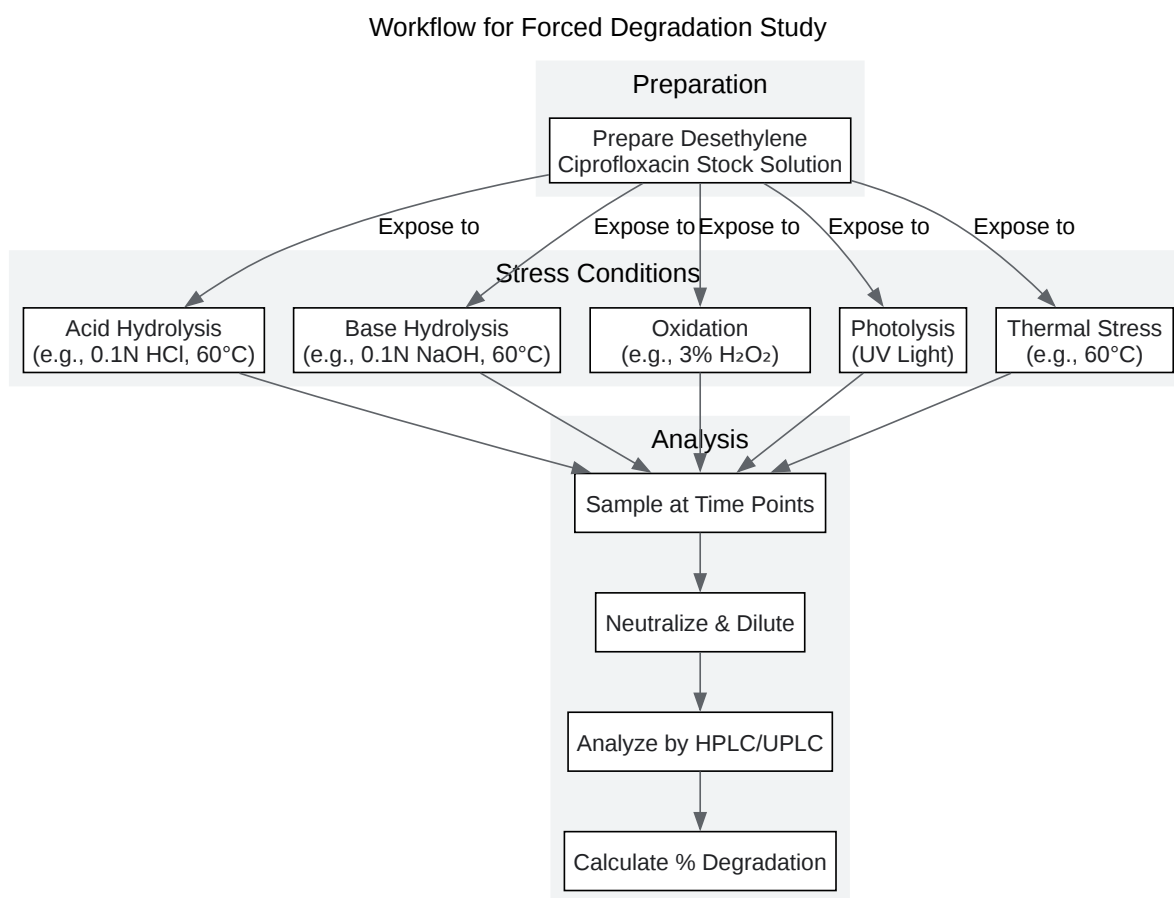 Workflow for Forced Degradation Study
Preparation
Prepare Desethylene
Ciprofloxacin Stock Solution
Expose to
Expose to
Expose to
Expose to
Expose to
Stress Conditions
Acid Hydrolysis
(e.g., 0.1N HCl, 60°C)
Base Hydrolysis
(e.g., 0.1N NaOH, 60°C)
Oxidation
(e.g., 3% H₂O₂)
Photolysis
(UV Light)
Thermal Stress
(e.g., 60°C)
Analysis
Sample at Time Points
Neutralize & Dilute
Analyze by HPLC/UPLC
Calculate % Degradation